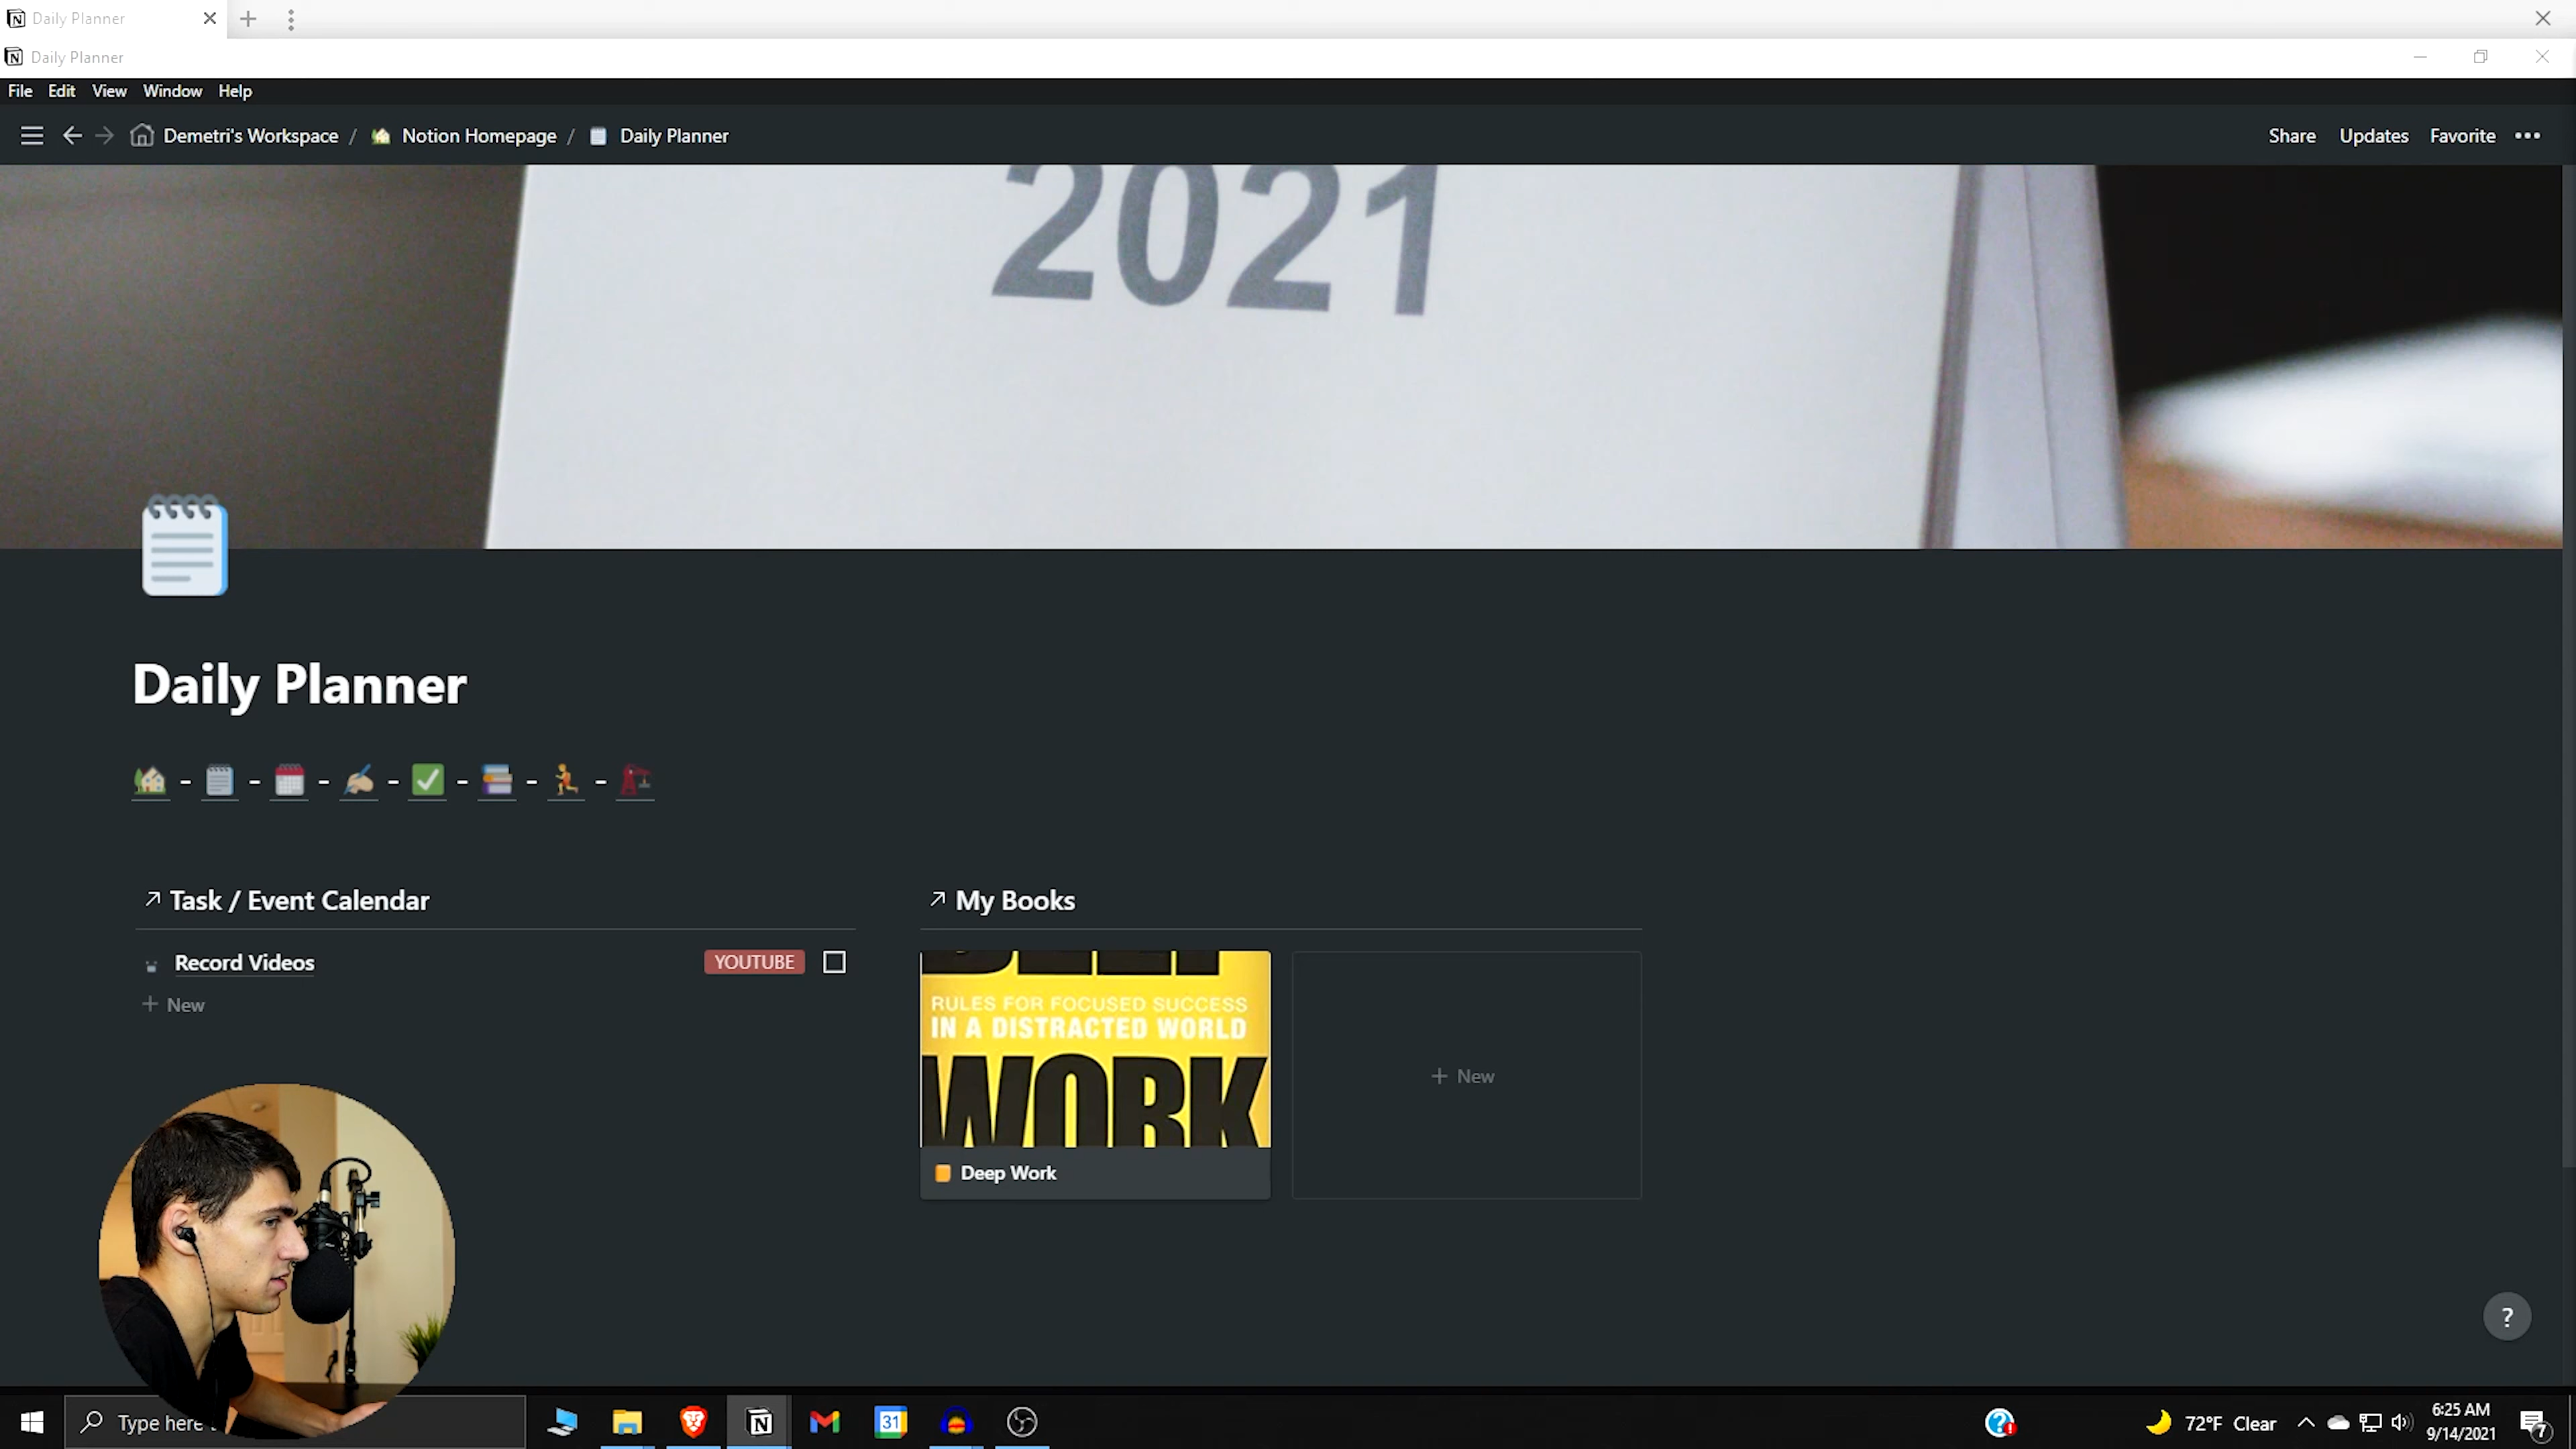 Daily Planner
Daily Planner
File Edit View Window Help
Demetri's Workspace / Notion Homepage / Daily Planner
Share Updates Favorite
2021
Daily Planner
- - - - - - -
↗ Task / Event Calendar
Record Videos YOUTUBE
+ New
↗ My Books
RULES FOR FOCUSED SUCCESS
IN A DISTRACTED WORLD
WORK
Deep Work
+ New
?
Type here
31
72°F Clear
6:25 AM
9/14/2021
7